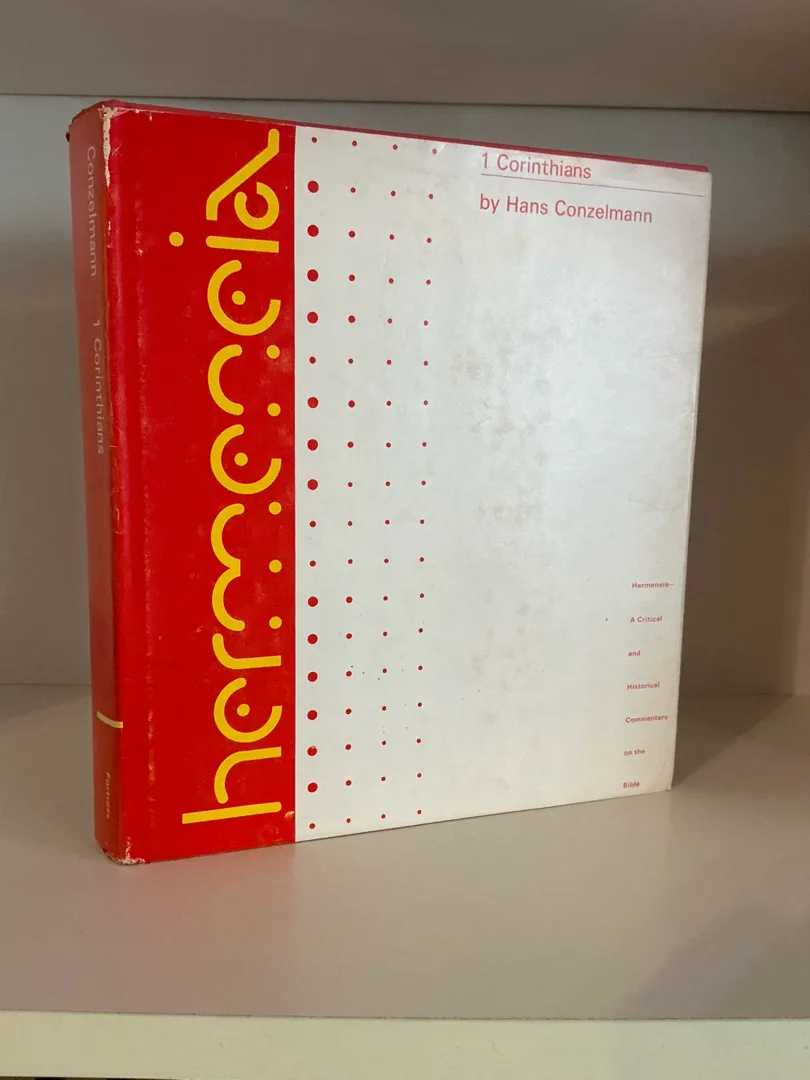 Conzelmann 1 Corinthians
Fortress
hermeneia
1 Corinthians
by Hans Conzelmann
Hermeneia—
A Critical
and
Historical
Commentary
on the
Bible